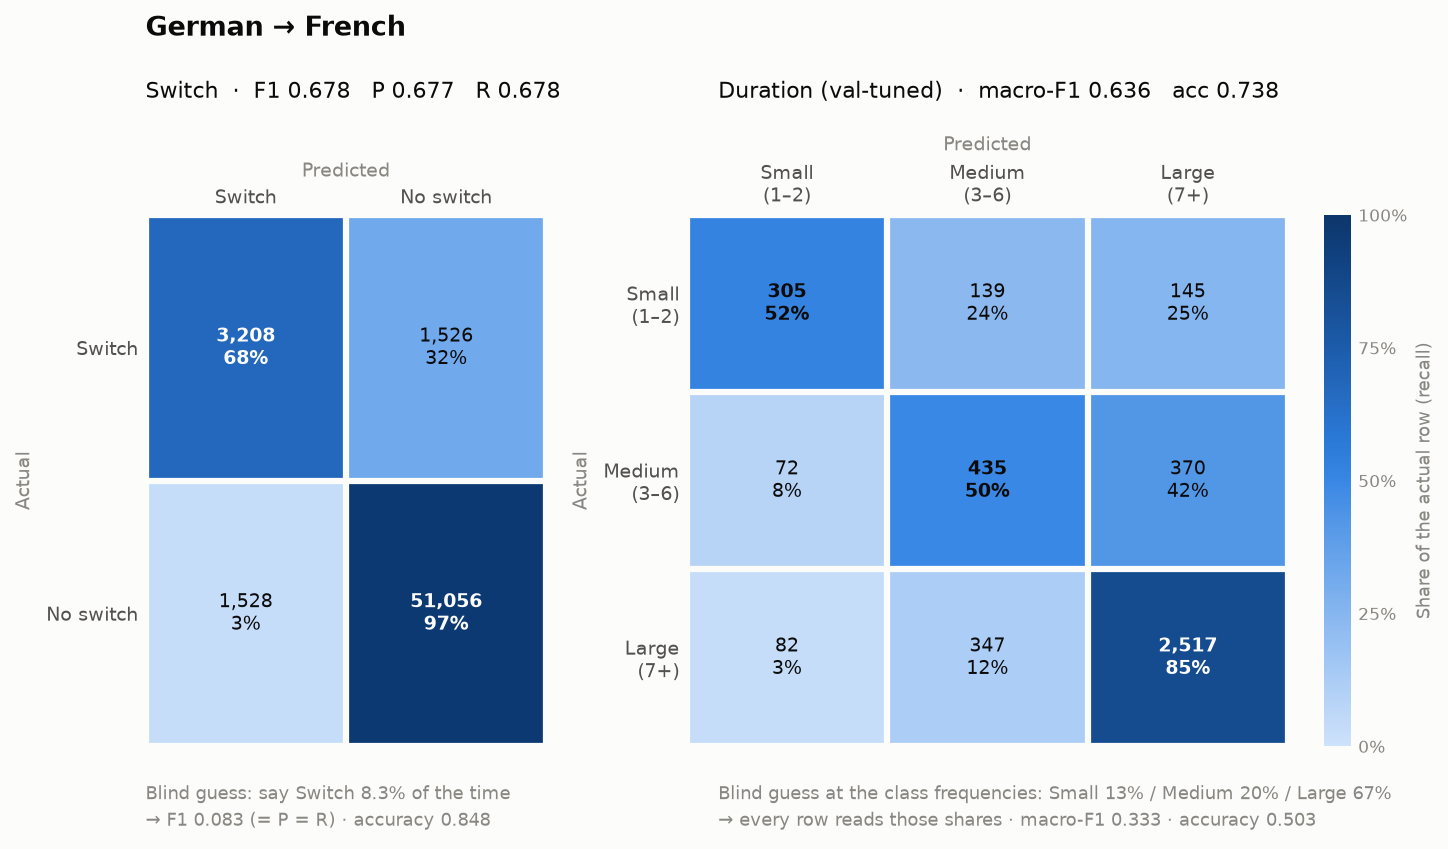 German → French
Switch · F1 0.678 P 0.677 R 0.678
Duration (val-tuned) · macro-F1 0.636 acc 0.738
Predicted
Switch No switch
Actual
Switch
3,208 1,526
68% 32%
No switch
1,528 51,056
3% 97%
Blind guess: say Switch 8.3% of the time
→ F1 0.083 (= P = R) · accuracy 0.848
Predicted
Small Medium Large
(1–2) (3–6) (7+)
Actual
Small
(1–2)
305 139 145
52% 24% 25%
Medium
(3–6)
72 435 370
8% 50% 42%
Large
(7+)
82 347 2,517
3% 12% 85%
100%
75%
50%
25%
0%
Share of the actual row (recall)
Blind guess at the class frequencies: Small 13% / Medium 20% / Large 67%
→ every row reads those shares · macro-F1 0.333 · accuracy 0.503